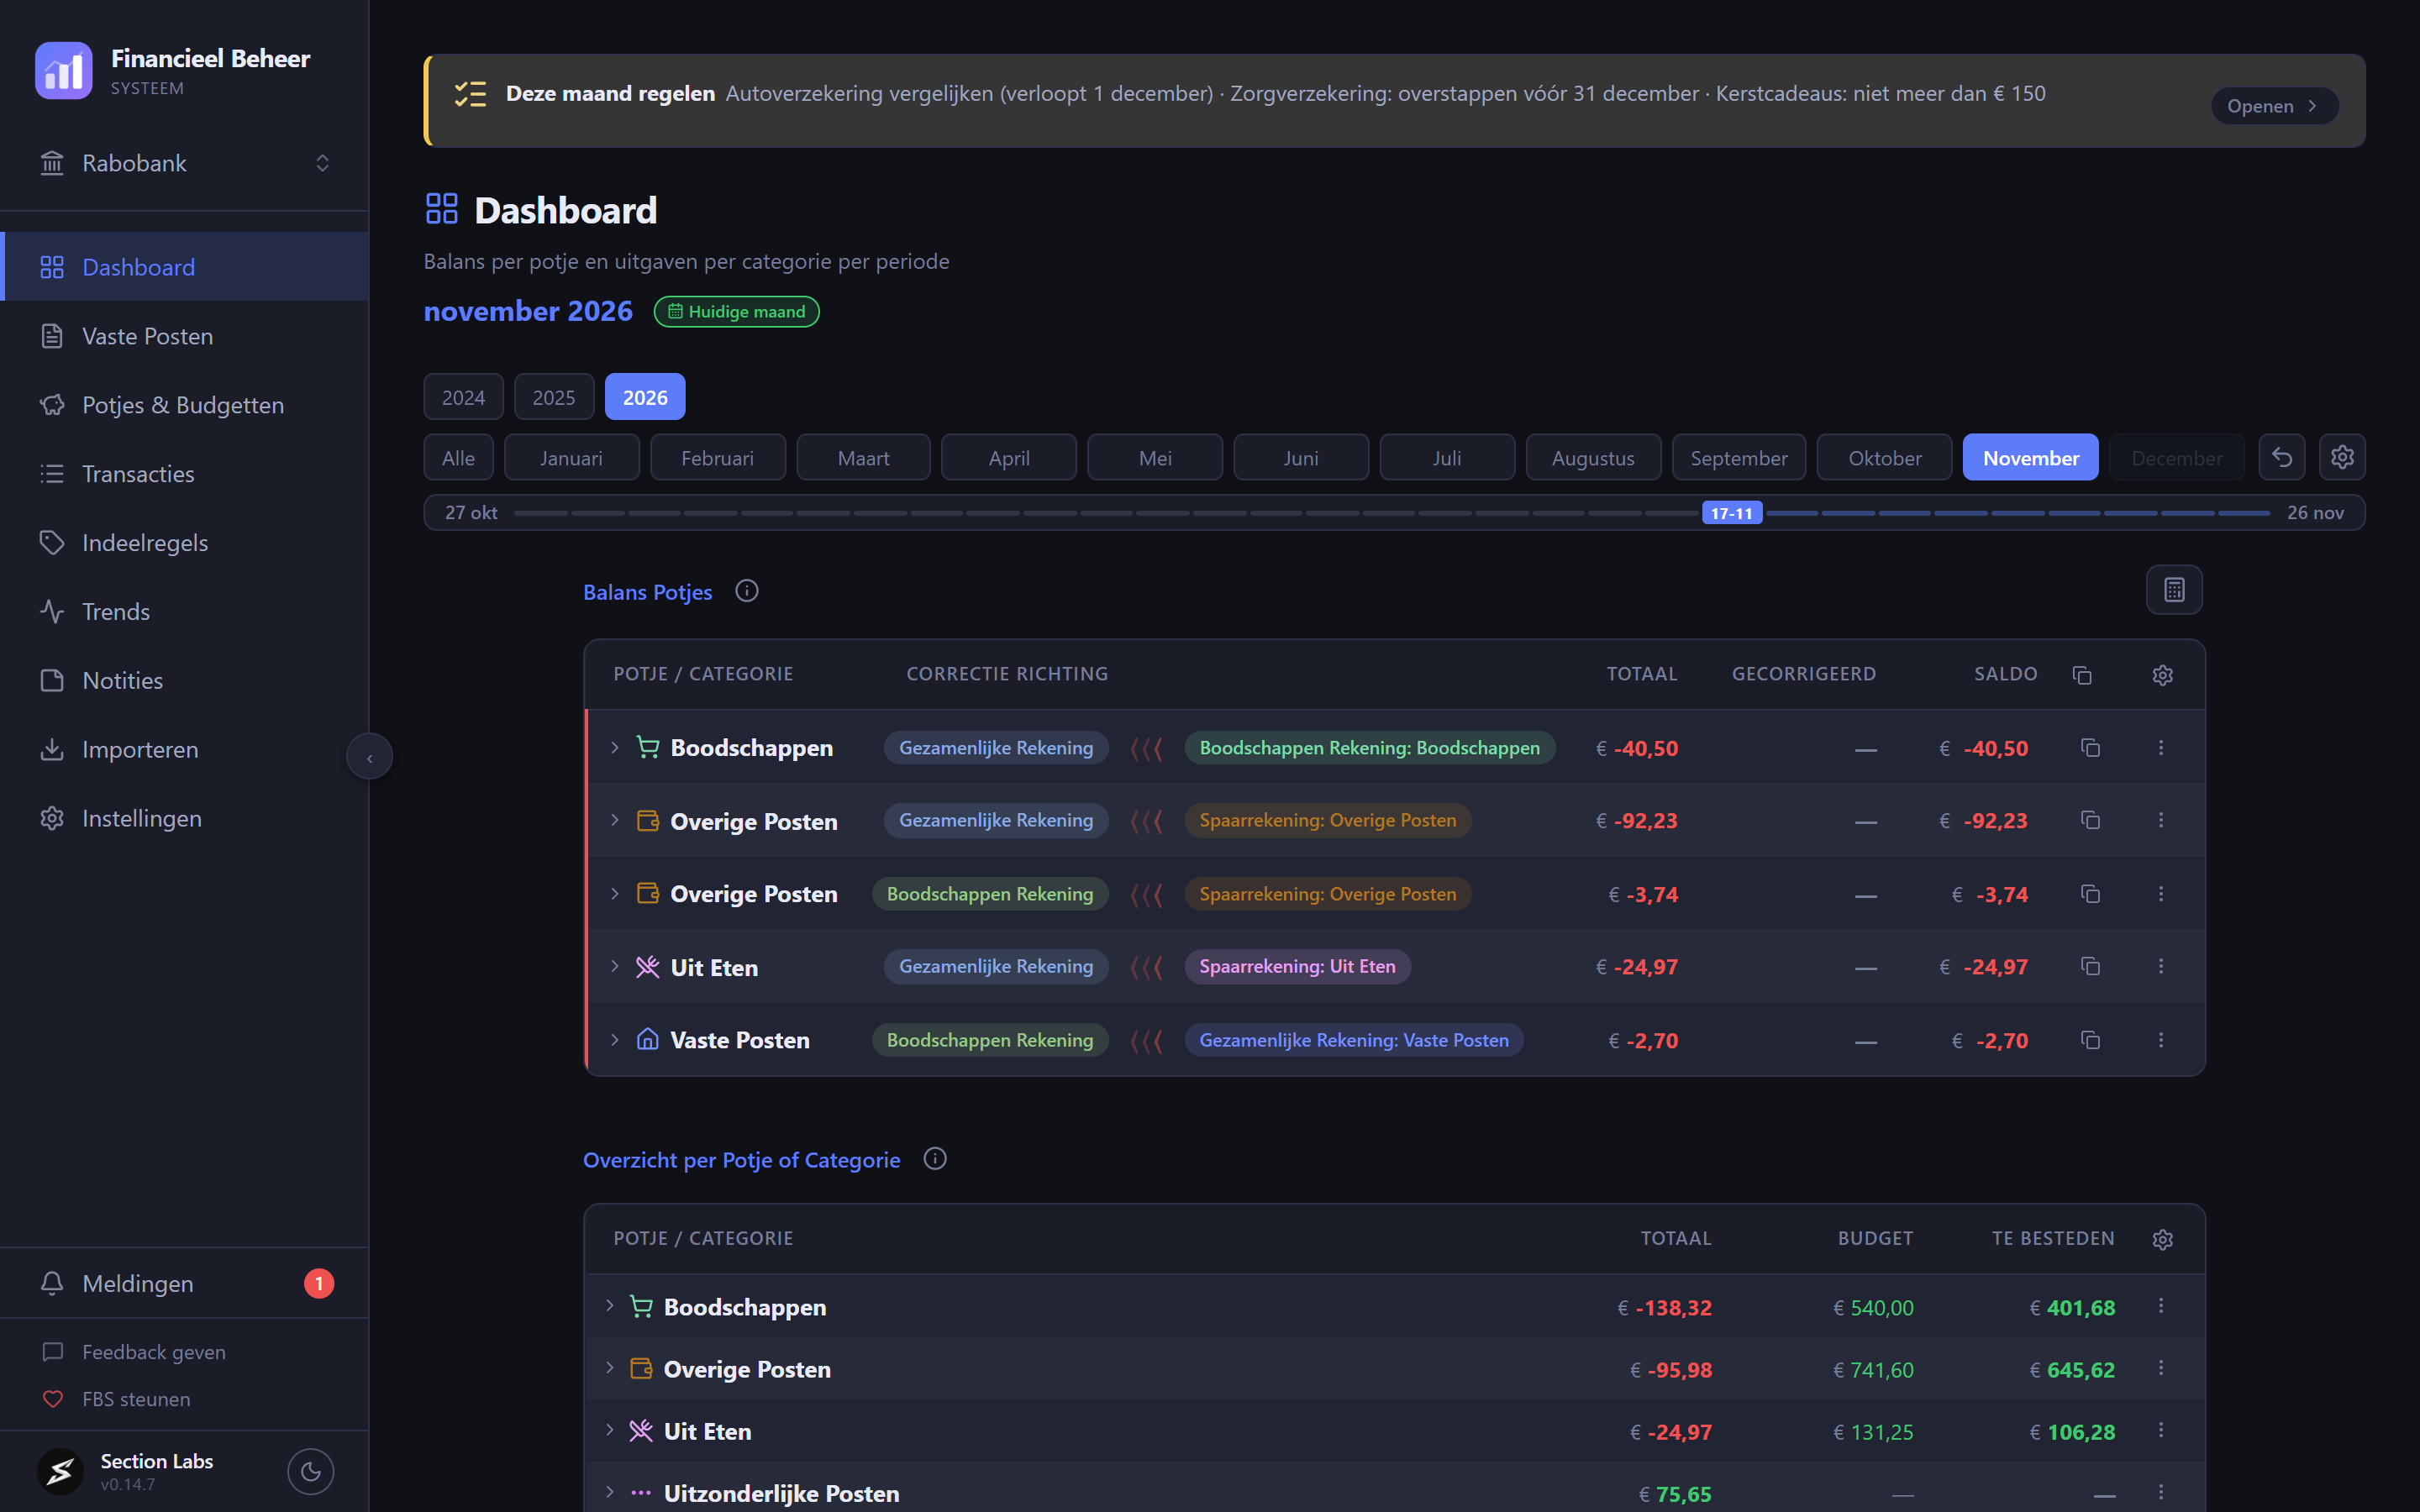 Financieel Beheer
SYSTEEM
Rabobank
Dashboard
Vaste Posten
Potjes & Budgetten
Transacties
Indeelregels
Trends
Notities
Importeren
Instellingen
Meldingen 1
Feedback geven
FBS steunen
Section Labs
v0.14.7
Deze maand regelen Autoverzekering vergelijken (verloopt 1 december) · Zorgverzekering: overstappen vóór 31 december · Kerstcadeaus: niet meer dan € 150
Openen
Dashboard
Balans per potje en uitgaven per categorie per periode
november 2026 Huidige maand
2024 2025 2026
Alle Januari Februari Maart April Mei Juni Juli Augustus September Oktober November December
27 okt 17-11 26 nov
Balans Potjes
POTJE / CATEGORIE CORRECTIE RICHTING TOTAAL GECORRIGEERD SALDO
Boodschappen Gezamenlijke Rekening Boodschappen Rekening: Boodschappen € -40,50 — € -40,50
Overige Posten Gezamenlijke Rekening Spaarrekening: Overige Posten € -92,23 — € -92,23
Overige Posten Boodschappen Rekening Spaarrekening: Overige Posten € -3,74 — € -3,74
Uit Eten Gezamenlijke Rekening Spaarrekening: Uit Eten € -24,97 — € -24,97
Vaste Posten Boodschappen Rekening Gezamenlijke Rekening: Vaste Posten € -2,70 — € -2,70
Overzicht per Potje of Categorie
POTJE / CATEGORIE TOTAAL BUDGET TE BESTEDEN
Boodschappen € -138,32 € 540,00 € 401,68
Overige Posten € -95,98 € 741,60 € 645,62
Uit Eten € -24,97 € 131,25 € 106,28
Uitzonderlijke Posten € 75,65 — —